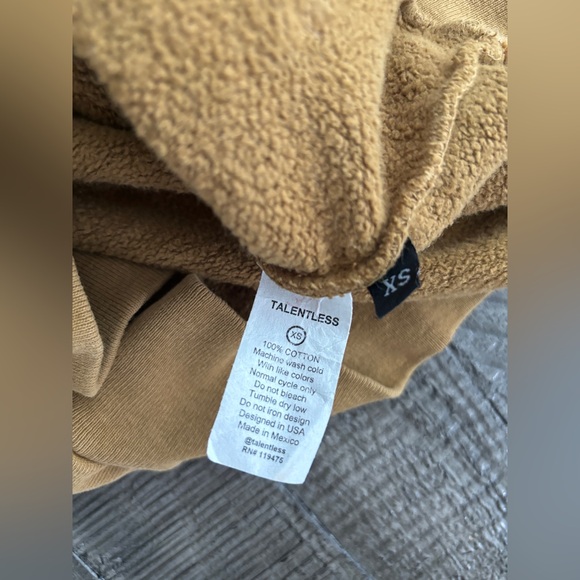 TALENTLESS
XS
100% COTTON
Machine wash cold
With like colors
Normal cycle only
Do not bleach
Tumble dry low
Do not iron design
Designed in USA
Made in Mexico
@talentless
RN# 119476
XS